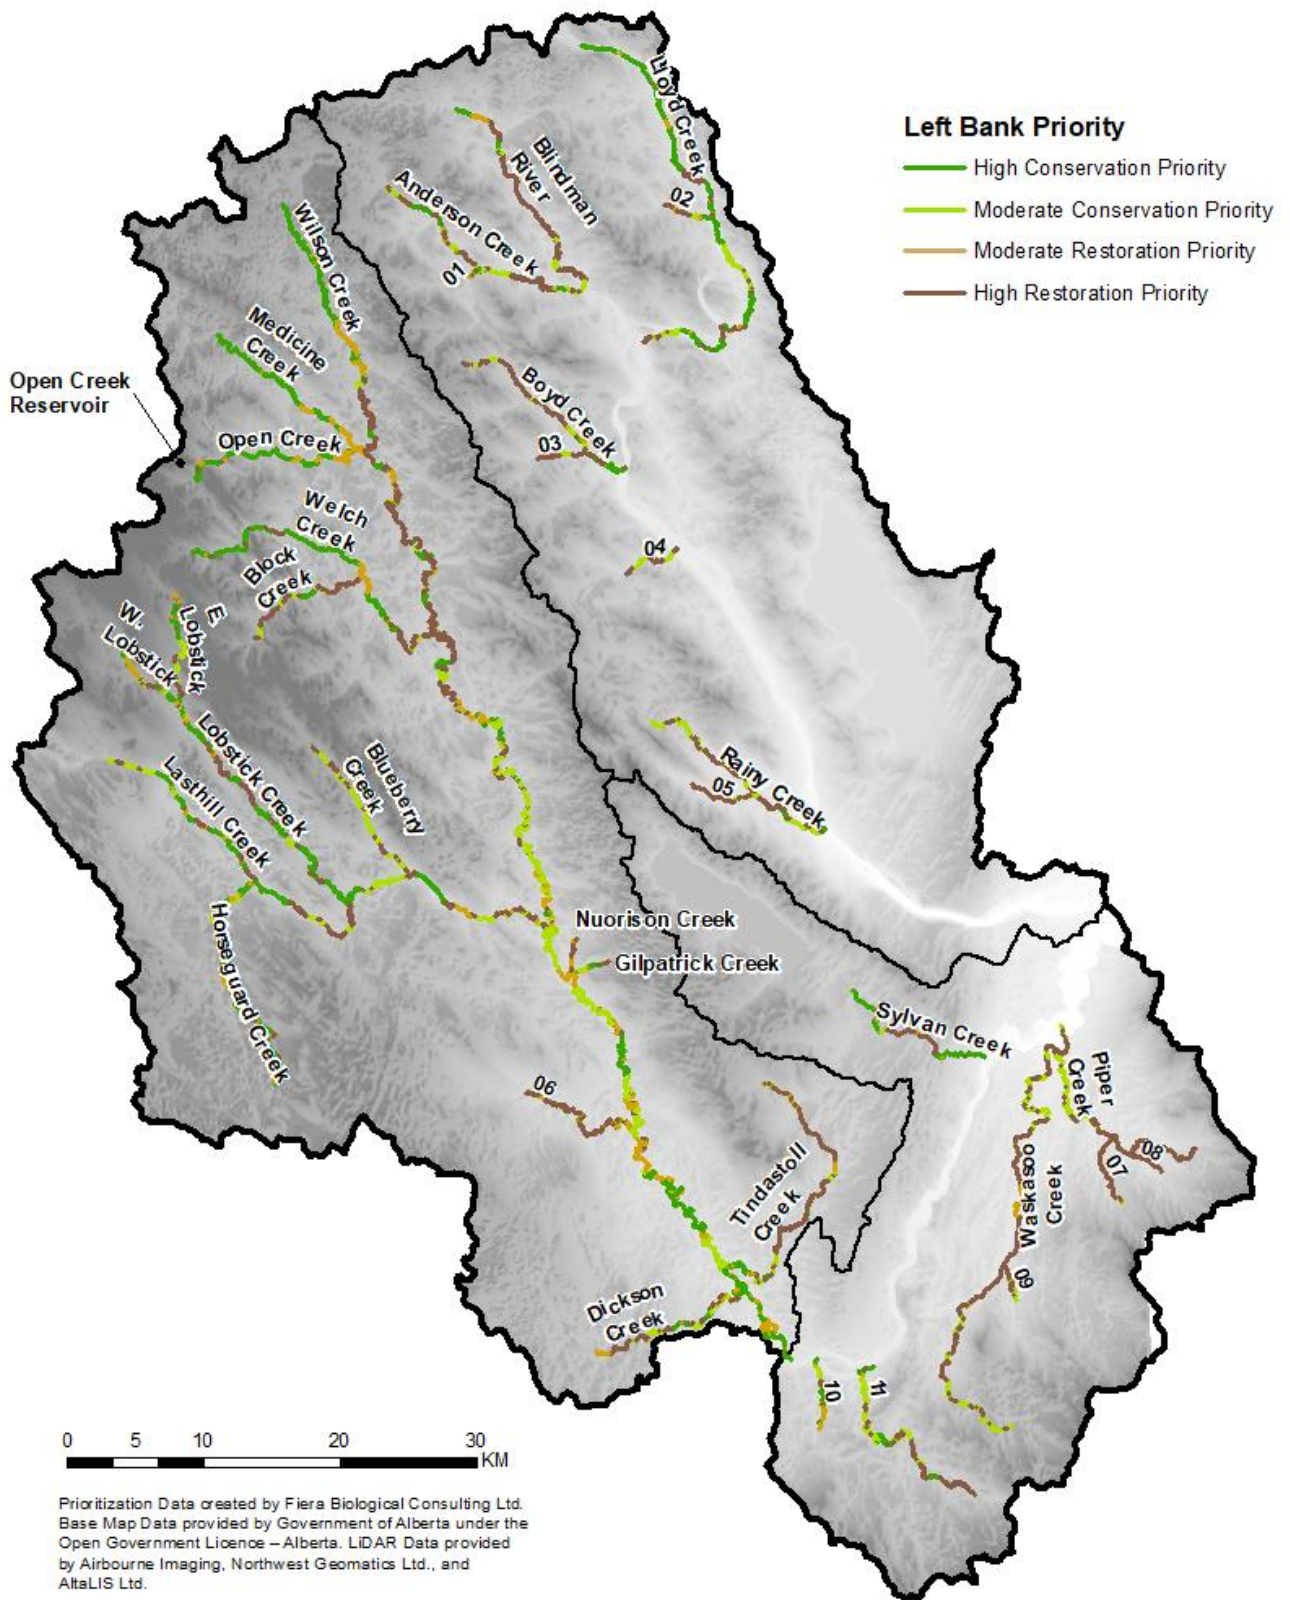 Left Bank Priority
High Conservation Priority
Moderate Conservation Priority
Moderate Restoration Priority
High Restoration Priority
Lloyd Creek
Blindman
River
02
Anderson Creek
01
Wilson Creek
Medicine
Creek
Open Creek
Reservoir
Boyd Creek
03
Open Creek
Welch
Creek
04
Block
Creek
E.
Lobstick
W.
Lobstick
Lobstick Creek
Blueberry
Creek
Rainy Creek
05
Lasthill Creek
Horseguard Creek
Nuorison Creek
Gilpatrick Creek
Sylvan Creek
Piper
Creek
06
08
07
Tindastoll
Creek
Waskasoo
Creek
09
Dickson
Creek
10
11
0 5 10 20 30
KM
Prioritization Data created by Fiera Biological Consulting Ltd.
Base Map Data provided by Government of Alberta under the
Open Government Licence – Alberta. LiDAR Data provided
by Airbourne Imaging, Northwest Geomatics Ltd., and
AltaLIS Ltd.